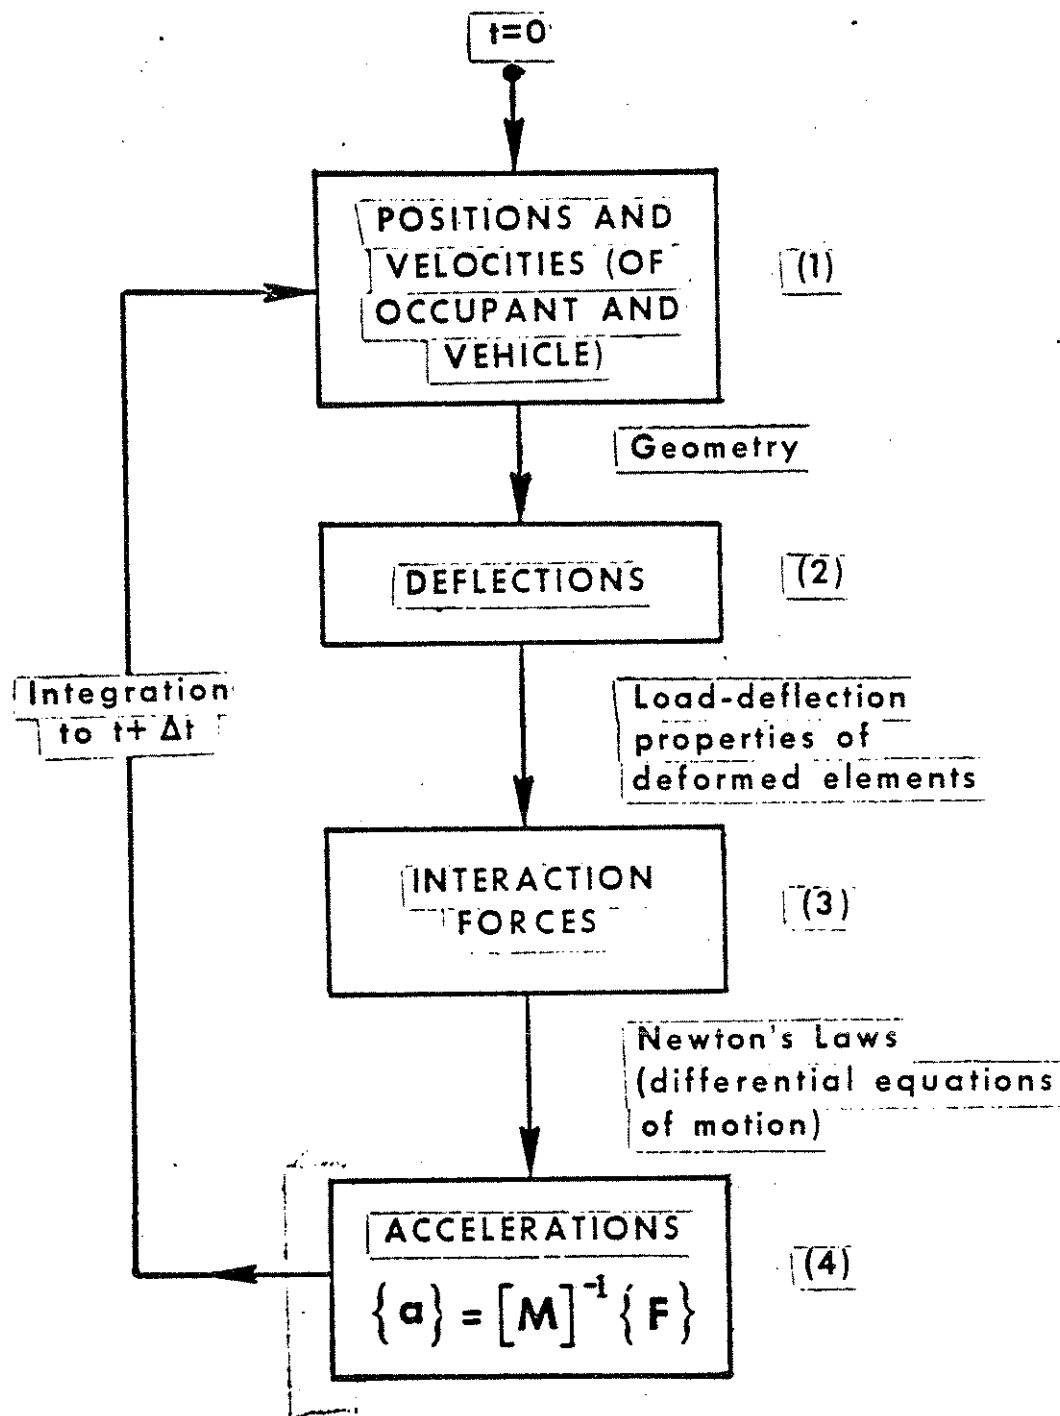 t=0
POSITIONS AND
VELOCITIES (OF
OCCUPANT AND
VEHICLE)
(1)
Geometry
DEFLECTIONS
(2)
Integration
to t+ Δt
Load-deflection
properties of
deformed elements
INTERACTION
FORCES
(3)
Newton's Laws
(differential equations
of motion)
ACCELERATIONS
{a} = [M]⁻¹ {F}
(4)